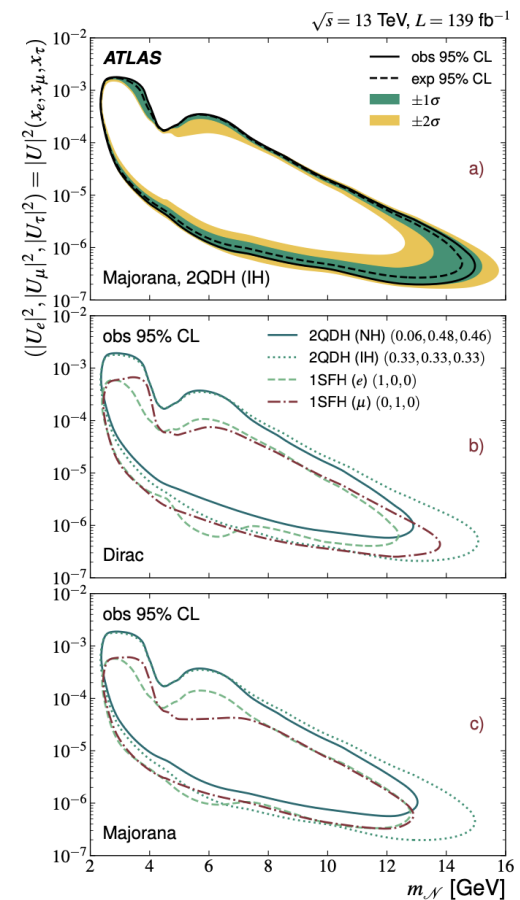 √s = 13 TeV, L = 139 fb⁻¹
(|U_e|², |U_μ|², |U_τ|²) = |U|²(x_e, x_μ, x_τ)
10⁻²
ATLAS
obs 95% CL
exp 95% CL
±1σ
±2σ
10⁻³
10⁻⁴
10⁻⁵
a)
10⁻⁶
Majorana, 2QDH (IH)
10⁻⁷
10⁻²
obs 95% CL
2QDH (NH) (0.06, 0.48, 0.46)
2QDH (IH) (0.33, 0.33, 0.33)
1SFH (e) (1, 0, 0)
1SFH (μ) (0, 1, 0)
10⁻³
10⁻⁴
b)
10⁻⁵
10⁻⁶
Dirac
10⁻⁷
10⁻²
obs 95% CL
10⁻³
10⁻⁴
c)
10⁻⁵
10⁻⁶
Majorana
10⁻⁷
2 4 6 8 10 12 14 16
m_𝒩 [GeV]